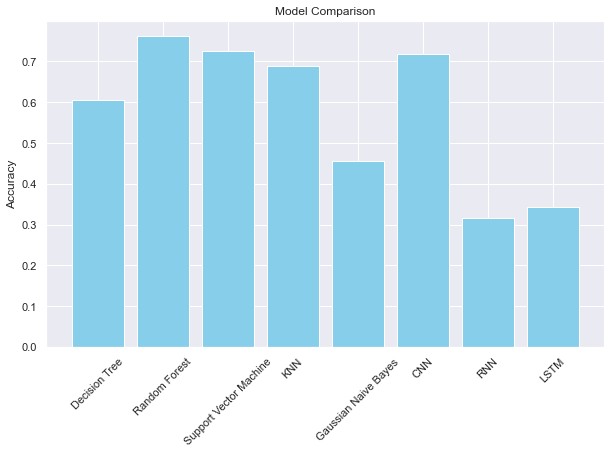 Model Comparison
Accuracy
0.7
0.6
0.5
0.4
0.3
0.2
0.1
0.0
Decision Tree
Random Forest
Support Vector Machine
KNN
Gaussian Naive Bayes
CNN
RNN
LSTM